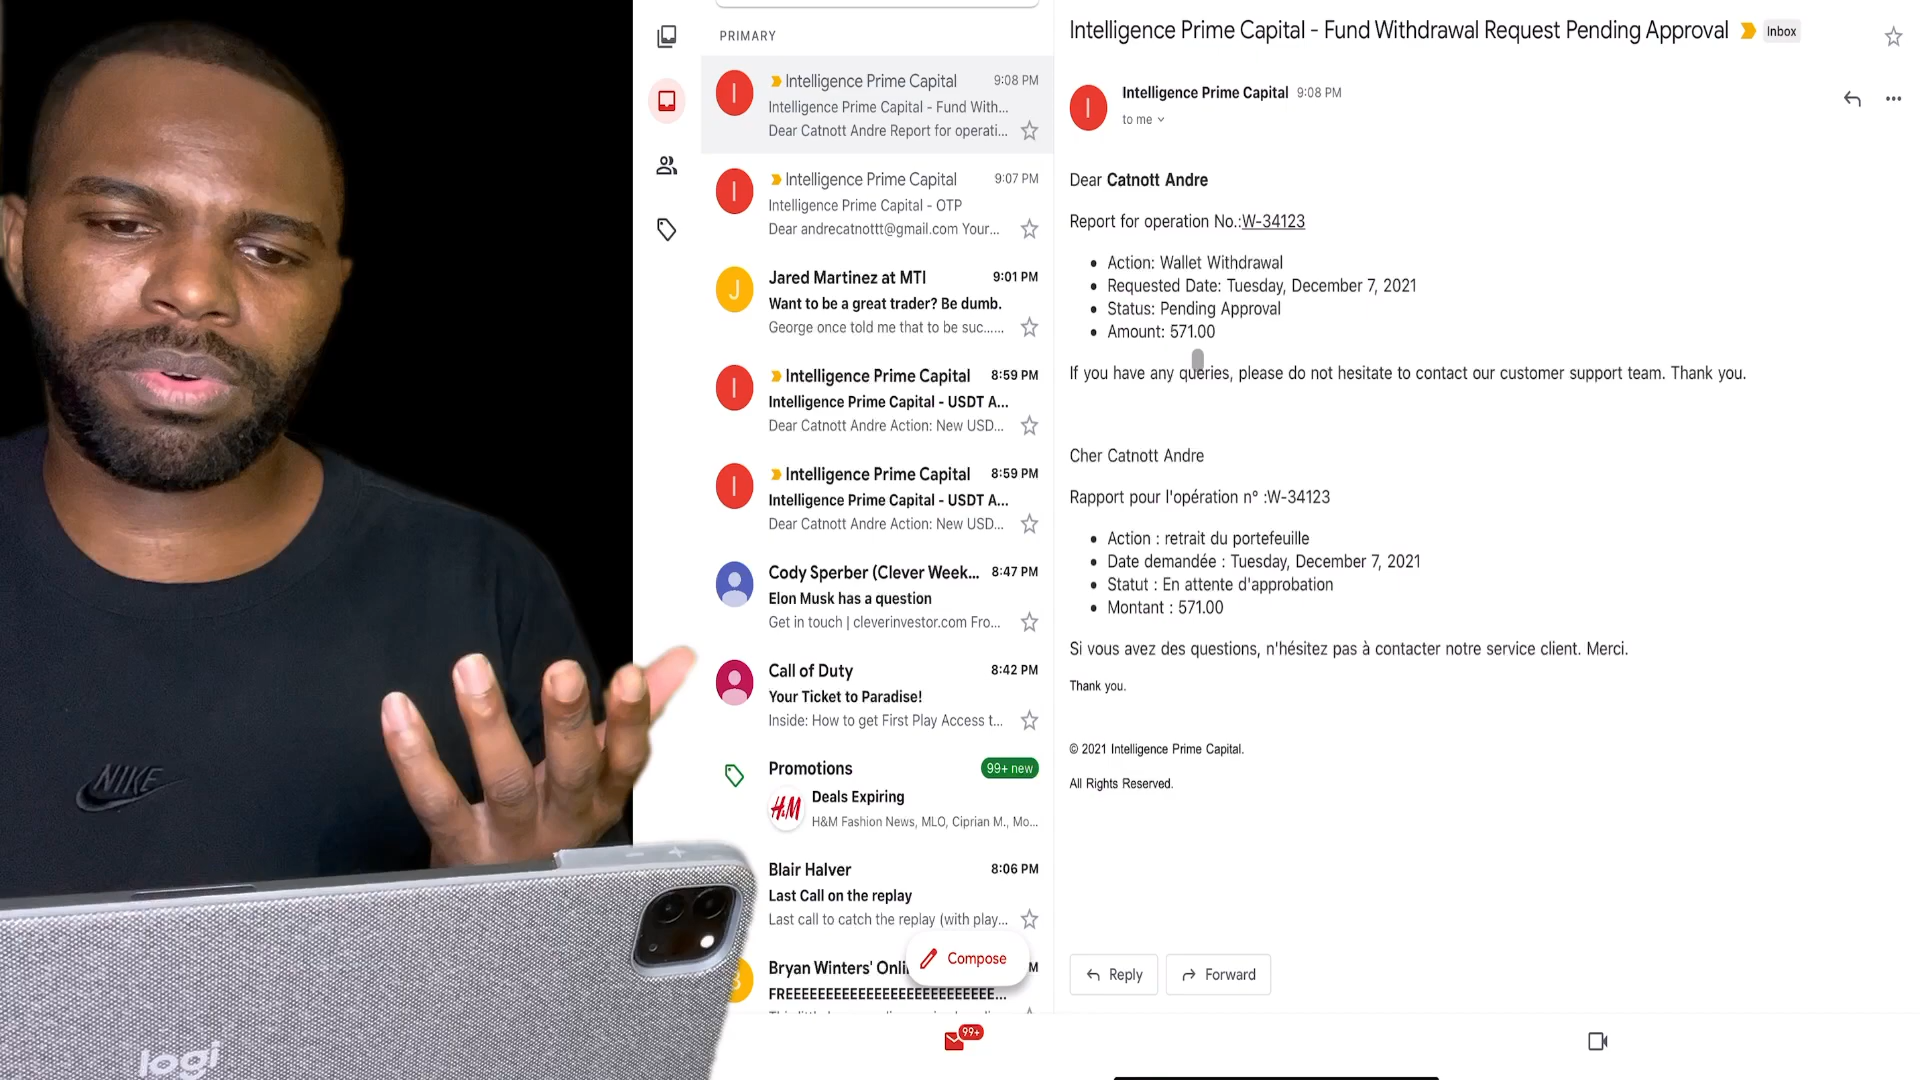 PRIMARY
Intelligence Prime Capital 9:08 PM
Intelligence Prime Capital - Fund With...
Dear Catnott Andre Report for operati...
Intelligence Prime Capital 9:07 PM
Intelligence Prime Capital - OTP
Dear andrecatnottt@gmail.com Your...
J
Jared Martinez at MTI 9:01 PM
Want to be a great trader? Be dumb.
George once told me that to be suc......
Intelligence Prime Capital 8:59 PM
Intelligence Prime Capital - USDT A...
Dear Catnott Andre Action: New USD...
Intelligence Prime Capital 8:59 PM
Intelligence Prime Capital - USDT A...
Dear Catnott Andre Action: New USD...
Cody Sperber (Clever Week... 8:47 PM
Elon Musk has a question
Get in touch | cleverinvestor.com Fro...
Call of Duty 8:42 PM
Your Ticket to Paradise!
Inside: How to get First Play Access t...
Promotions 99+ new
H&M Deals Expiring
H&M Fashion News, MLO, Ciprian M., Mo...
Blair Halver 8:06 PM
Last Call on the replay
Last call to catch the replay (with play...
Compose
Bryan Winters' Onli M
FREEEEEEEEEEEEEEEEEEEEEEEEEE...
99+
Intelligence Prime Capital - Fund Withdrawal Request Pending Approval Inbox
I
Intelligence Prime Capital 9:08 PM
to me
Dear Catnott Andre
Report for operation No.:W-34123
Action: Wallet Withdrawal
Requested Date: Tuesday, December 7, 2021
Status: Pending Approval
Amount: 571.00
If you have any queries, please do not hesitate to contact our customer support team. Thank you.
Cher Catnott Andre
Rapport pour l'opération n° :W-34123
Action : retrait du portefeuille
Date demandée : Tuesday, December 7, 2021
Statut : En attente d'approbation
Montant : 571.00
Si vous avez des questions, n'hésitez pas à contacter notre service client. Merci.
Thank you.
© 2021 Intelligence Prime Capital.
All Rights Reserved.
Reply Forward
NIKE
logi